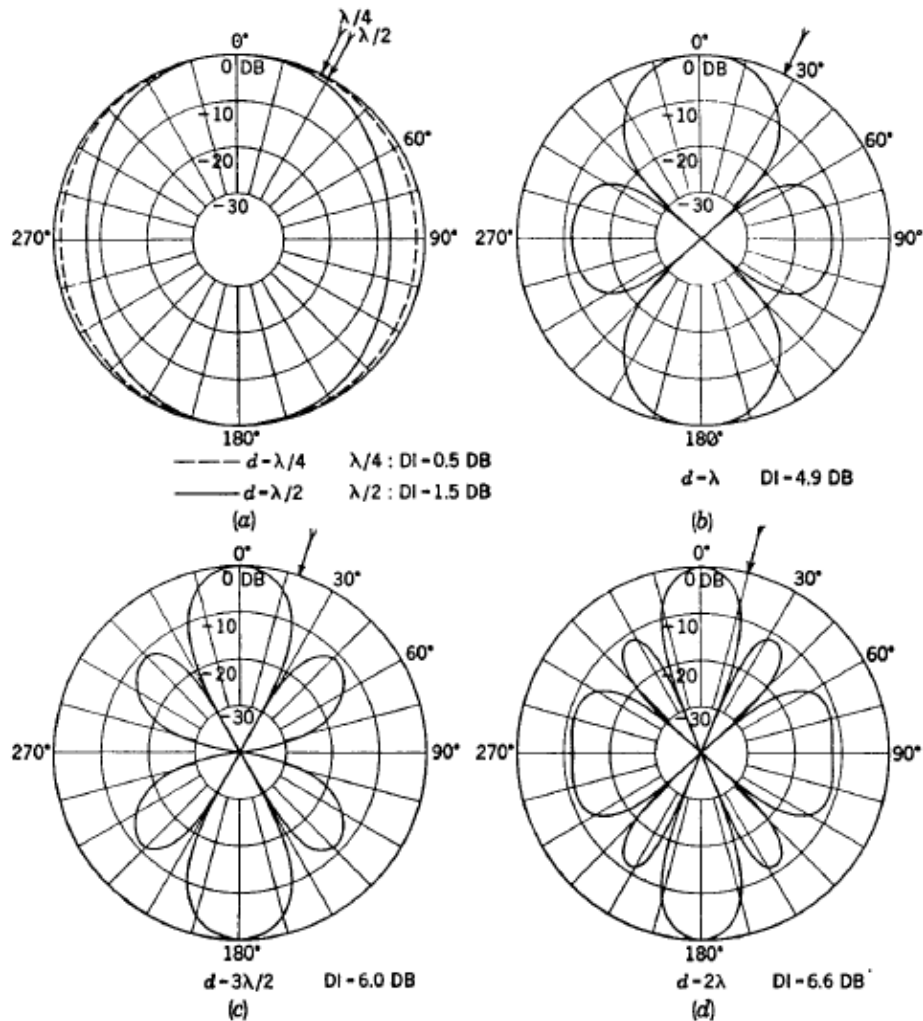 λ/4
λ/2
0°
0 DB
60°
-10
-20
-30
270°
90°
180°
d-λ/4 λ/4 : DI-0.5 DB
d-λ/2 λ/2 : DI-1.5 DB
(a)
0°
0 DB
30°
60°
-10
-20
-30
270°
90°
180°
d-λ DI-4.9 DB
(b)
0°
0 DB
30°
60°
-10
-20
-30
270°
90°
180°
d-3λ/2 DI-6.0 DB
(c)
0°
0 DB
30°
60°
-10
-20
-30
270°
90°
180°
d-2λ DI-6.6 DB
(d)